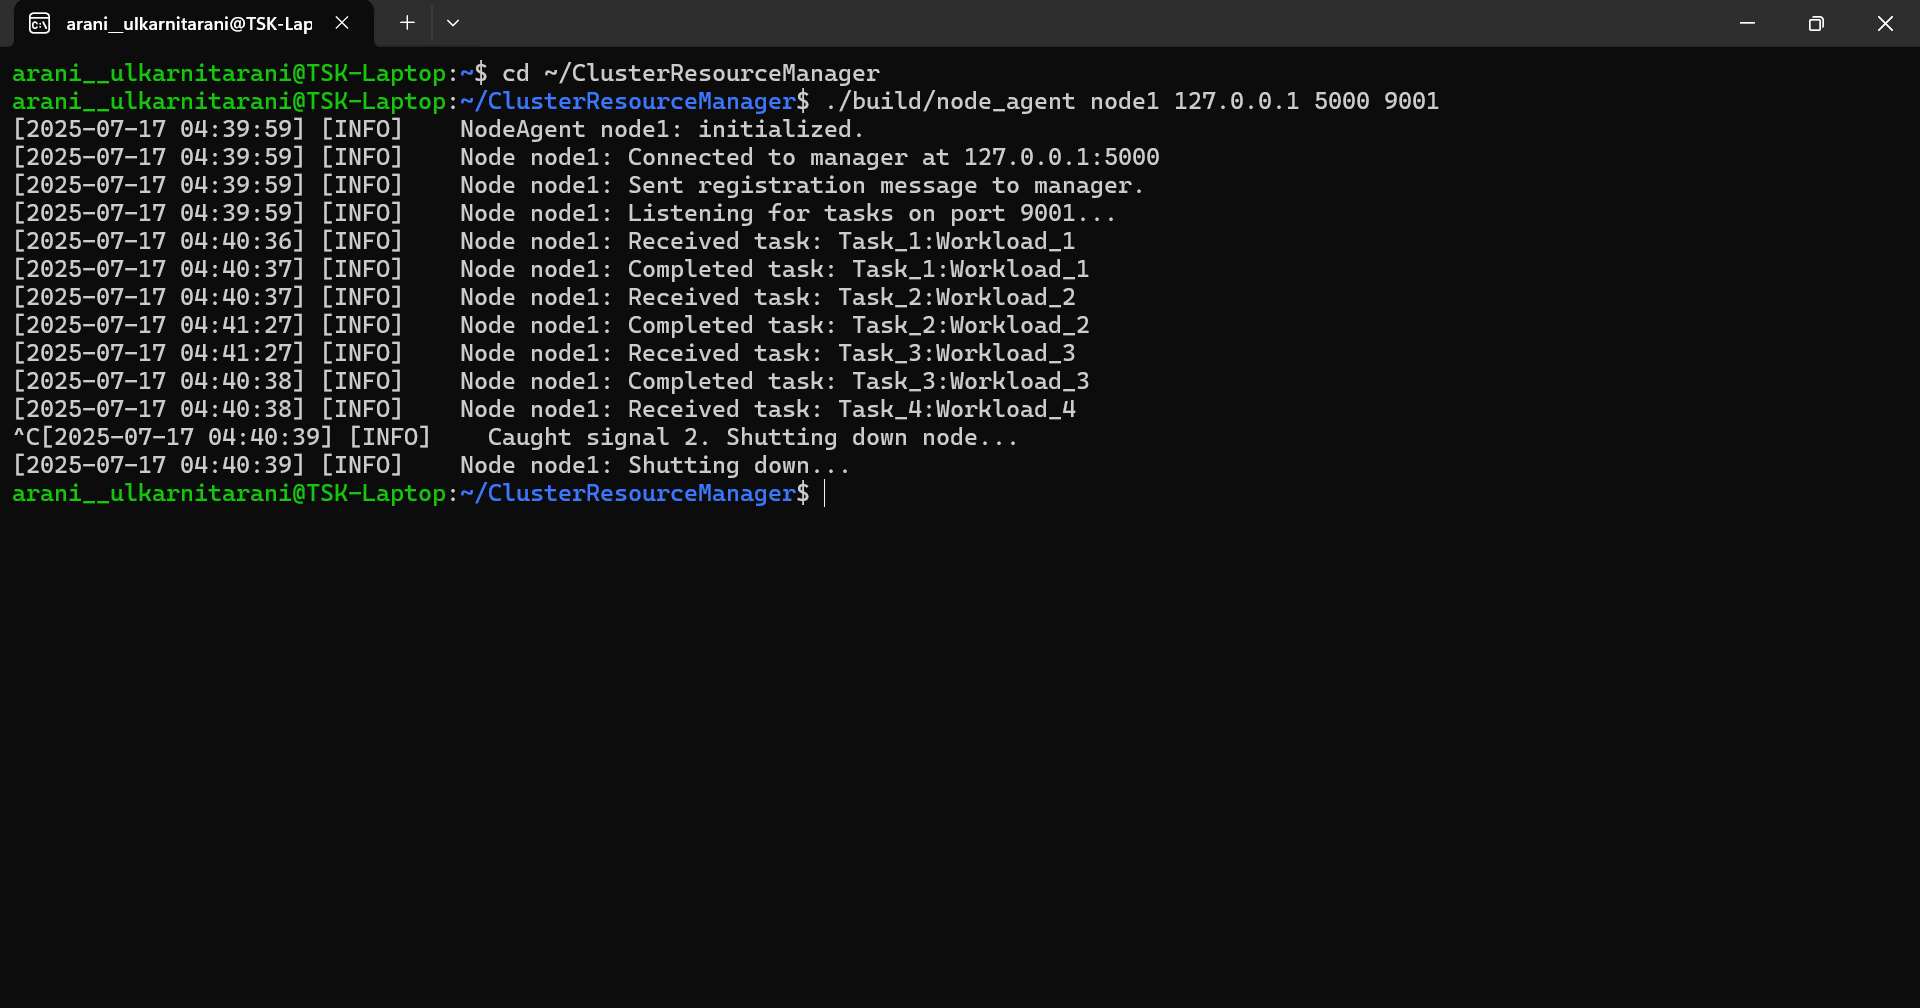 arani__ulkarnitarani@TSK-Lap
arani__ulkarnitarani@TSK-Laptop:~$ cd ~/ClusterResourceManager
arani__ulkarnitarani@TSK-Laptop:~/ClusterResourceManager$ ./build/node_agent node1 127.0.0.1 5000 9001
[2025-07-17 04:39:59] [INFO]    NodeAgent node1: initialized.
[2025-07-17 04:39:59] [INFO]    Node node1: Connected to manager at 127.0.0.1:5000
[2025-07-17 04:39:59] [INFO]    Node node1: Sent registration message to manager.
[2025-07-17 04:39:59] [INFO]    Node node1: Listening for tasks on port 9001...
[2025-07-17 04:40:36] [INFO]    Node node1: Received task: Task_1:Workload_1
[2025-07-17 04:40:37] [INFO]    Node node1: Completed task: Task_1:Workload_1
[2025-07-17 04:40:37] [INFO]    Node node1: Received task: Task_2:Workload_2
[2025-07-17 04:41:27] [INFO]    Node node1: Completed task: Task_2:Workload_2
[2025-07-17 04:41:27] [INFO]    Node node1: Received task: Task_3:Workload_3
[2025-07-17 04:40:38] [INFO]    Node node1: Completed task: Task_3:Workload_3
[2025-07-17 04:40:38] [INFO]    Node node1: Received task: Task_4:Workload_4
^C[2025-07-17 04:40:39] [INFO]    Caught signal 2. Shutting down node...
[2025-07-17 04:40:39] [INFO]    Node node1: Shutting down...
arani__ulkarnitarani@TSK-Laptop:~/ClusterResourceManager$